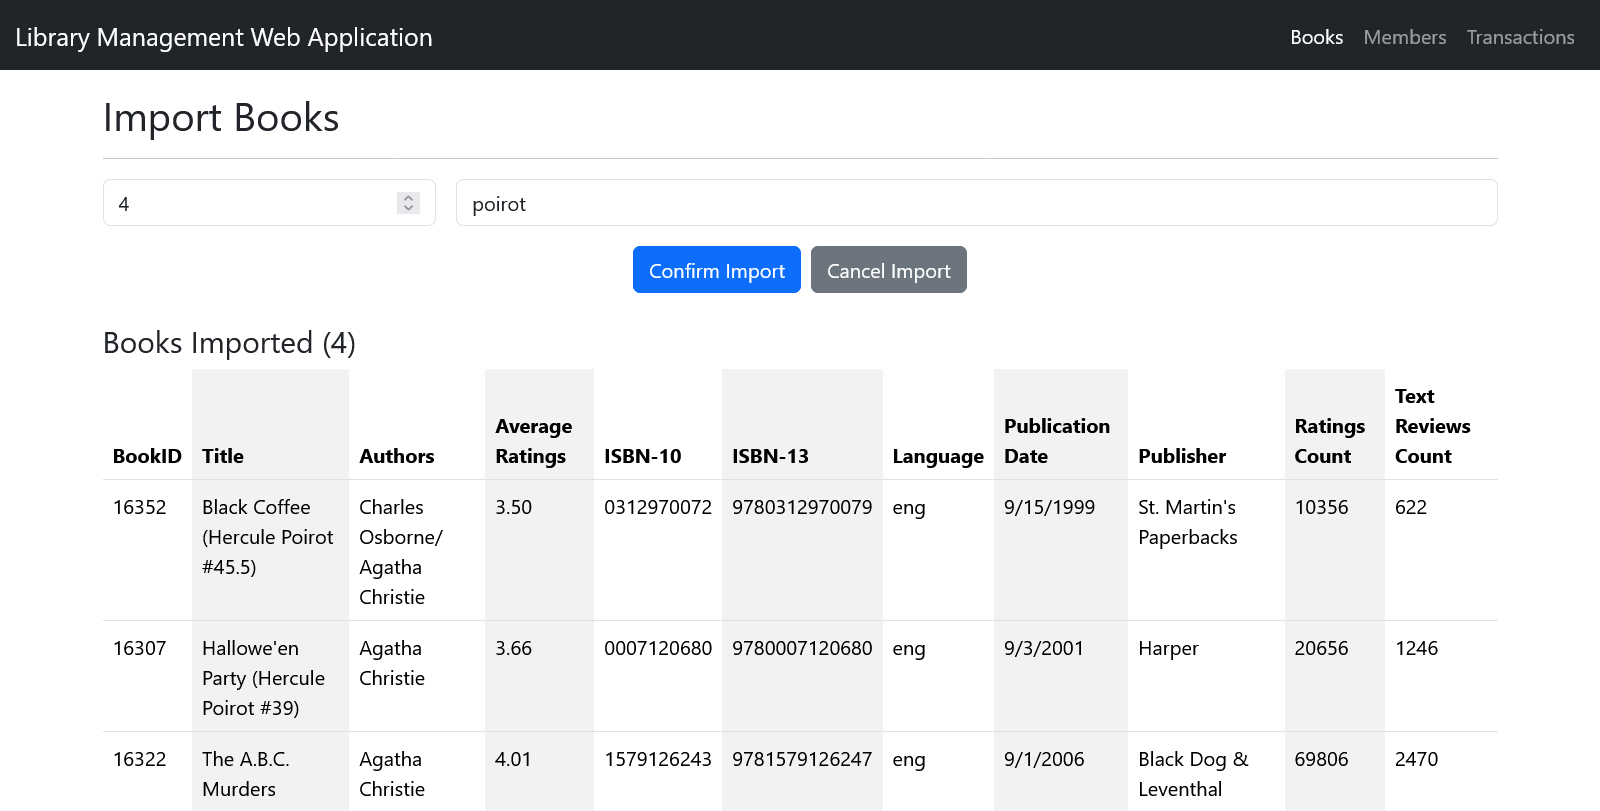 Library Management Web Application
Books Members Transactions
Import Books
4
poirot
Confirm Import
Cancel Import
Books Imported (4)
BookID Title Authors Average Ratings ISBN-10 ISBN-13 Language Publication Date Publisher Ratings Count Text Reviews Count
16352 Black Coffee (Hercule Poirot #45.5) Charles Osborne/ Agatha Christie 3.50 0312970072 9780312970079 eng 9/15/1999 St. Martin's Paperbacks 10356 622
16307 Hallowe'en Party (Hercule Poirot #39) Agatha Christie 3.66 0007120680 9780007120680 eng 9/3/2001 Harper 20656 1246
16322 The A.B.C. Murders Agatha Christie 4.01 1579126243 9781579126247 eng 9/1/2006 Black Dog & Leventhal 69806 2470